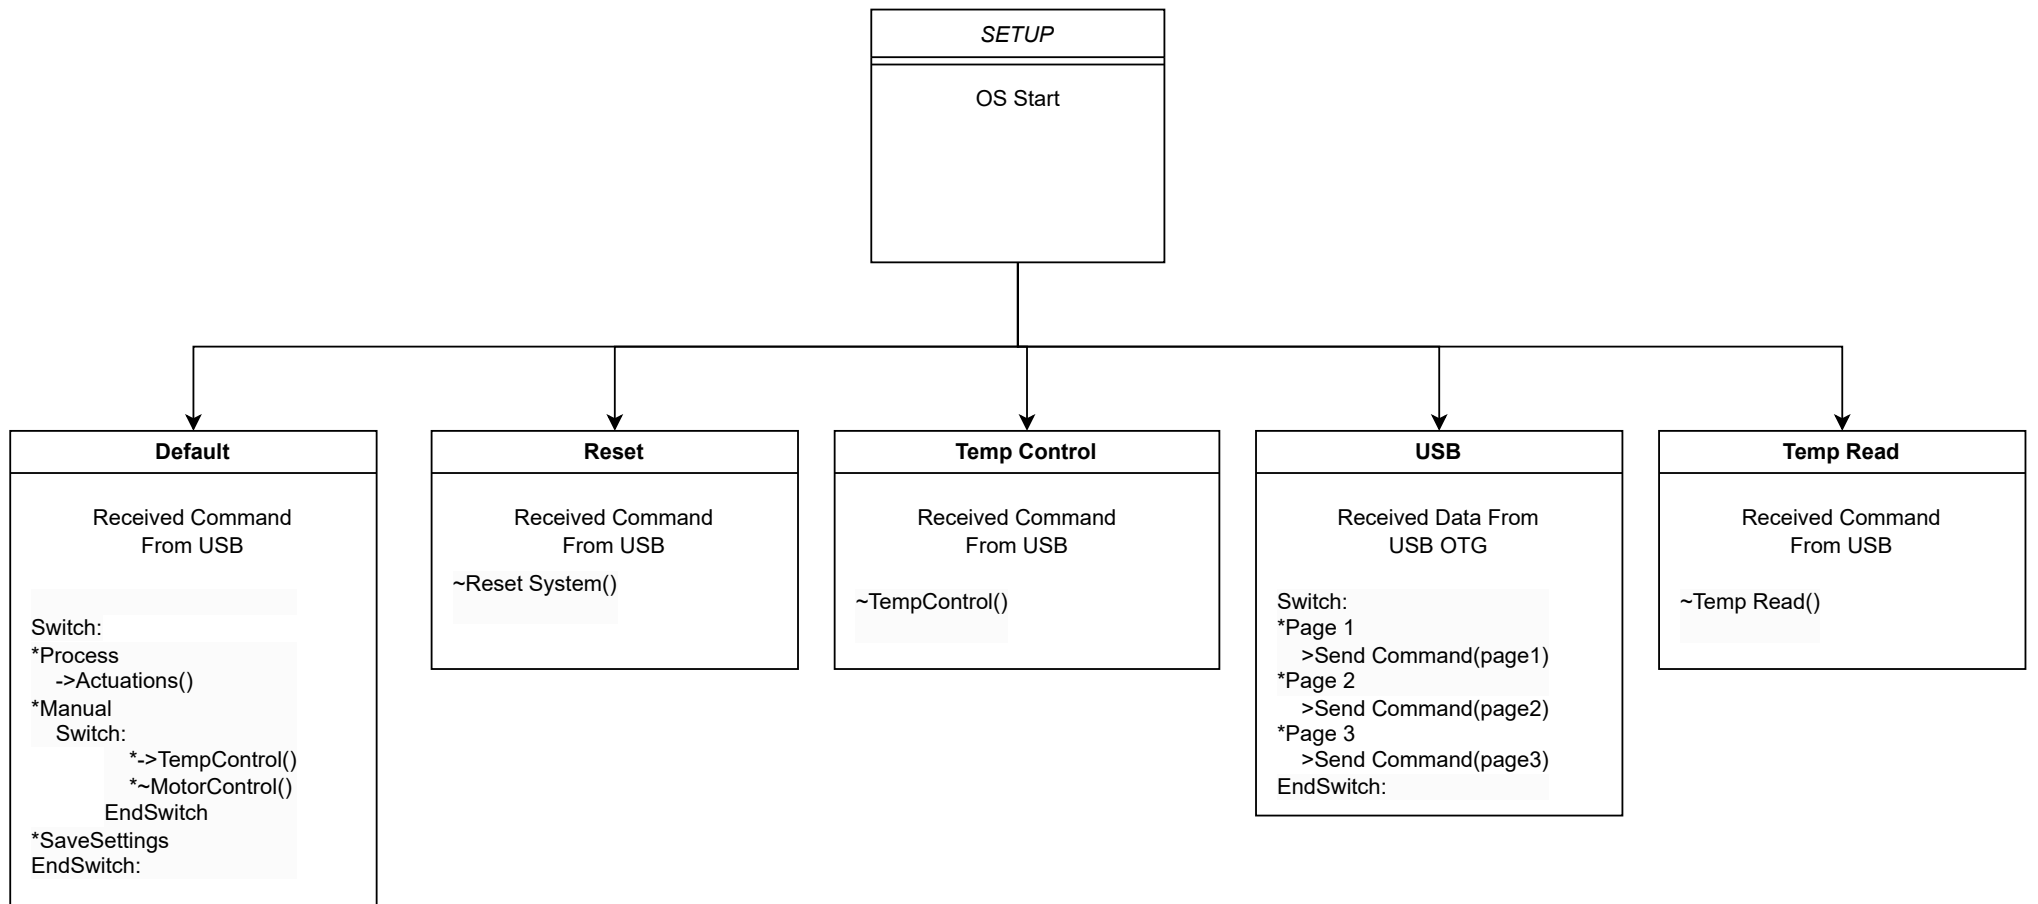 SETUP
OS Start
Default
Received Command
From USB
Switch:
*Process
->Actuations()
*Manual
Switch:
*->TempControl()
*~MotorControl()
EndSwitch
*SaveSettings
EndSwitch:
Reset
Received Command
From USB
~Reset System()
Temp Control
Received Command
From USB
~TempControl()
USB
Received Data From
USB OTG
Switch:
*Page 1
>Send Command(page1)
*Page 2
>Send Command(page2)
*Page 3
>Send Command(page3)
EndSwitch:
Temp Read
Received Command
From USB
~Temp Read()